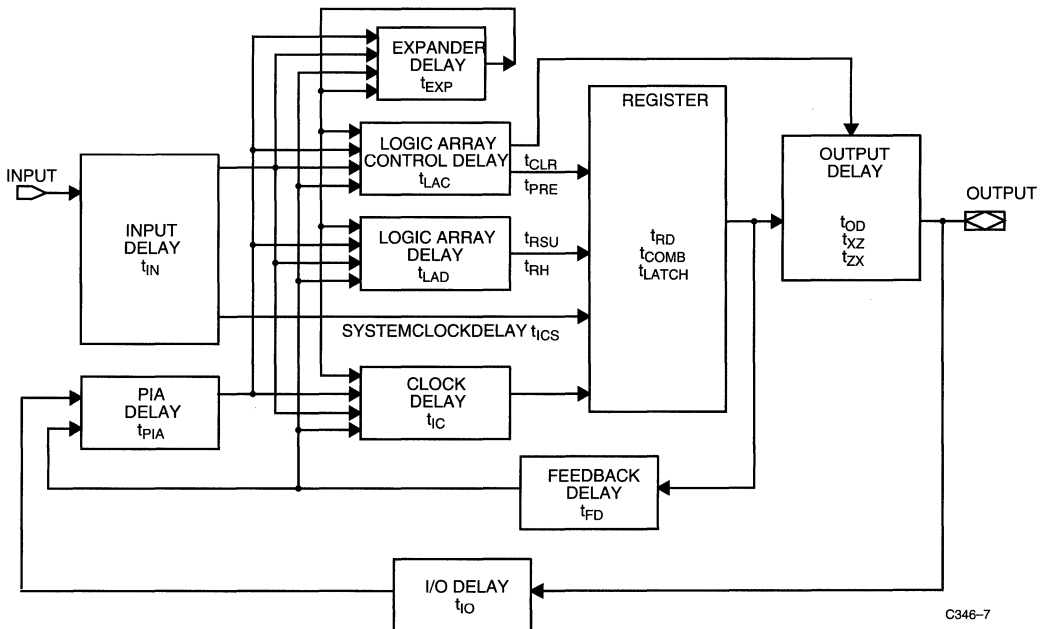 EXPANDER
DELAY
tEXP
REGISTER
LOGIC ARRAY
CONTROL DELAY
tLAC
tCLR
tPRE
OUTPUT
DELAY
tOD
tXZ
tZX
INPUT
OUTPUT
INPUT
DELAY
tIN
LOGIC ARRAY
DELAY
tLAD
tRSU
tRH
tRD
tCOMB
tLATCH
SYSTEMCLOCKDELAY tICS
PIA
DELAY
tPIA
CLOCK
DELAY
tIC
FEEDBACK
DELAY
tFD
I/O DELAY
tIO
C346–7